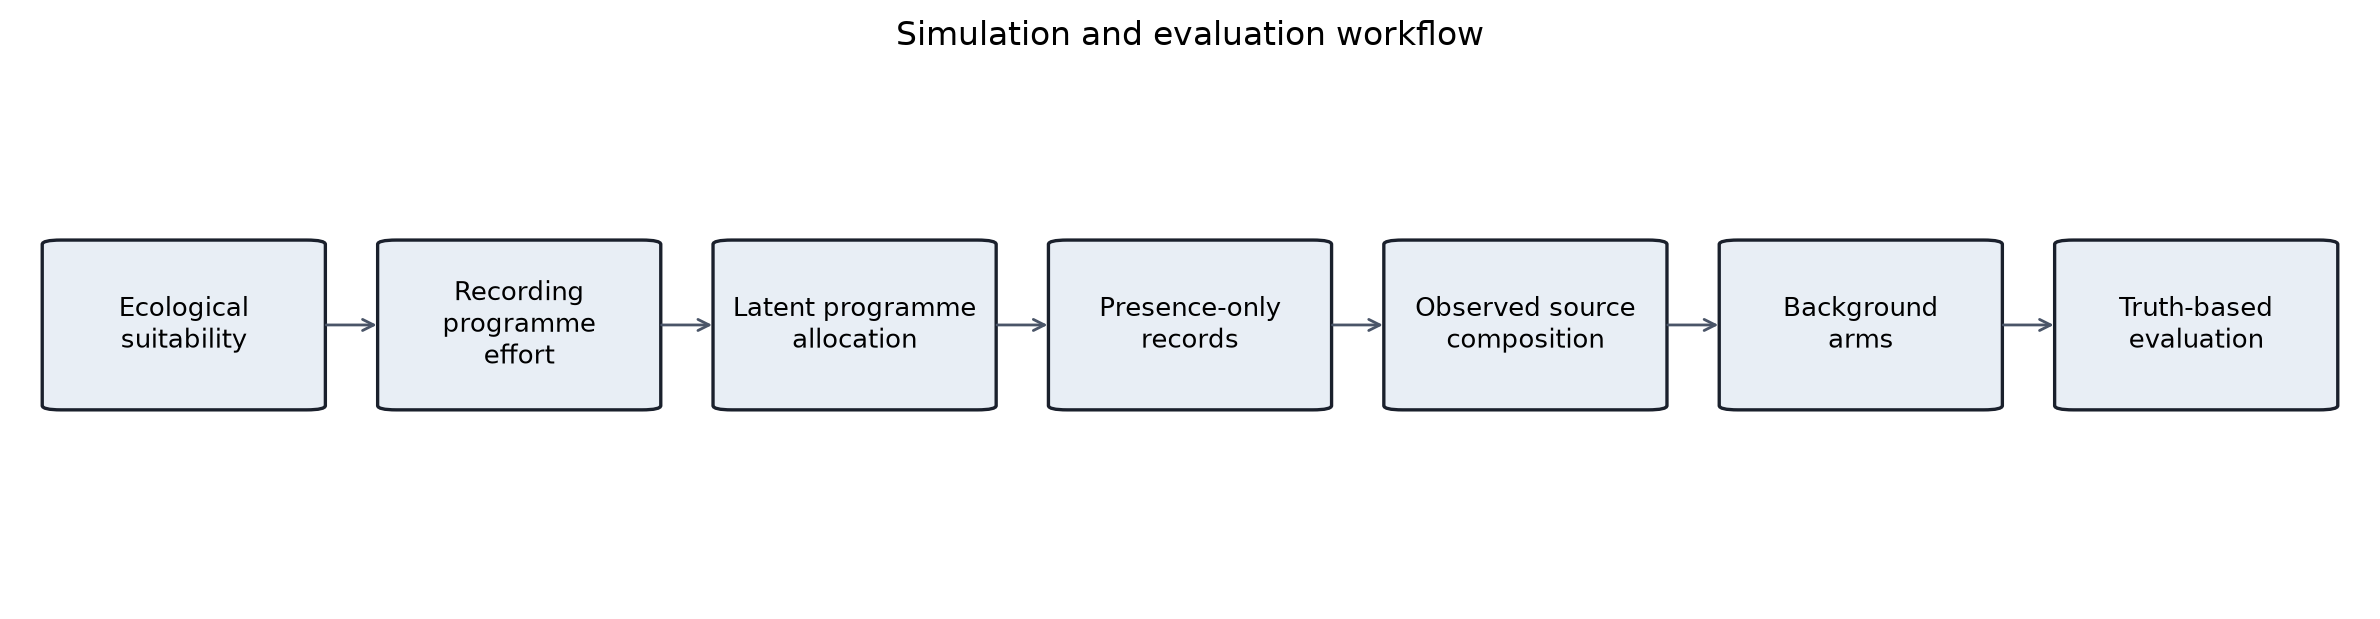 Simulation and evaluation workflow
Ecological
suitability
Recording
programme
effort
Latent programme
allocation
Presence-only
records
Observed source
composition
Background
arms
Truth-based
evaluation